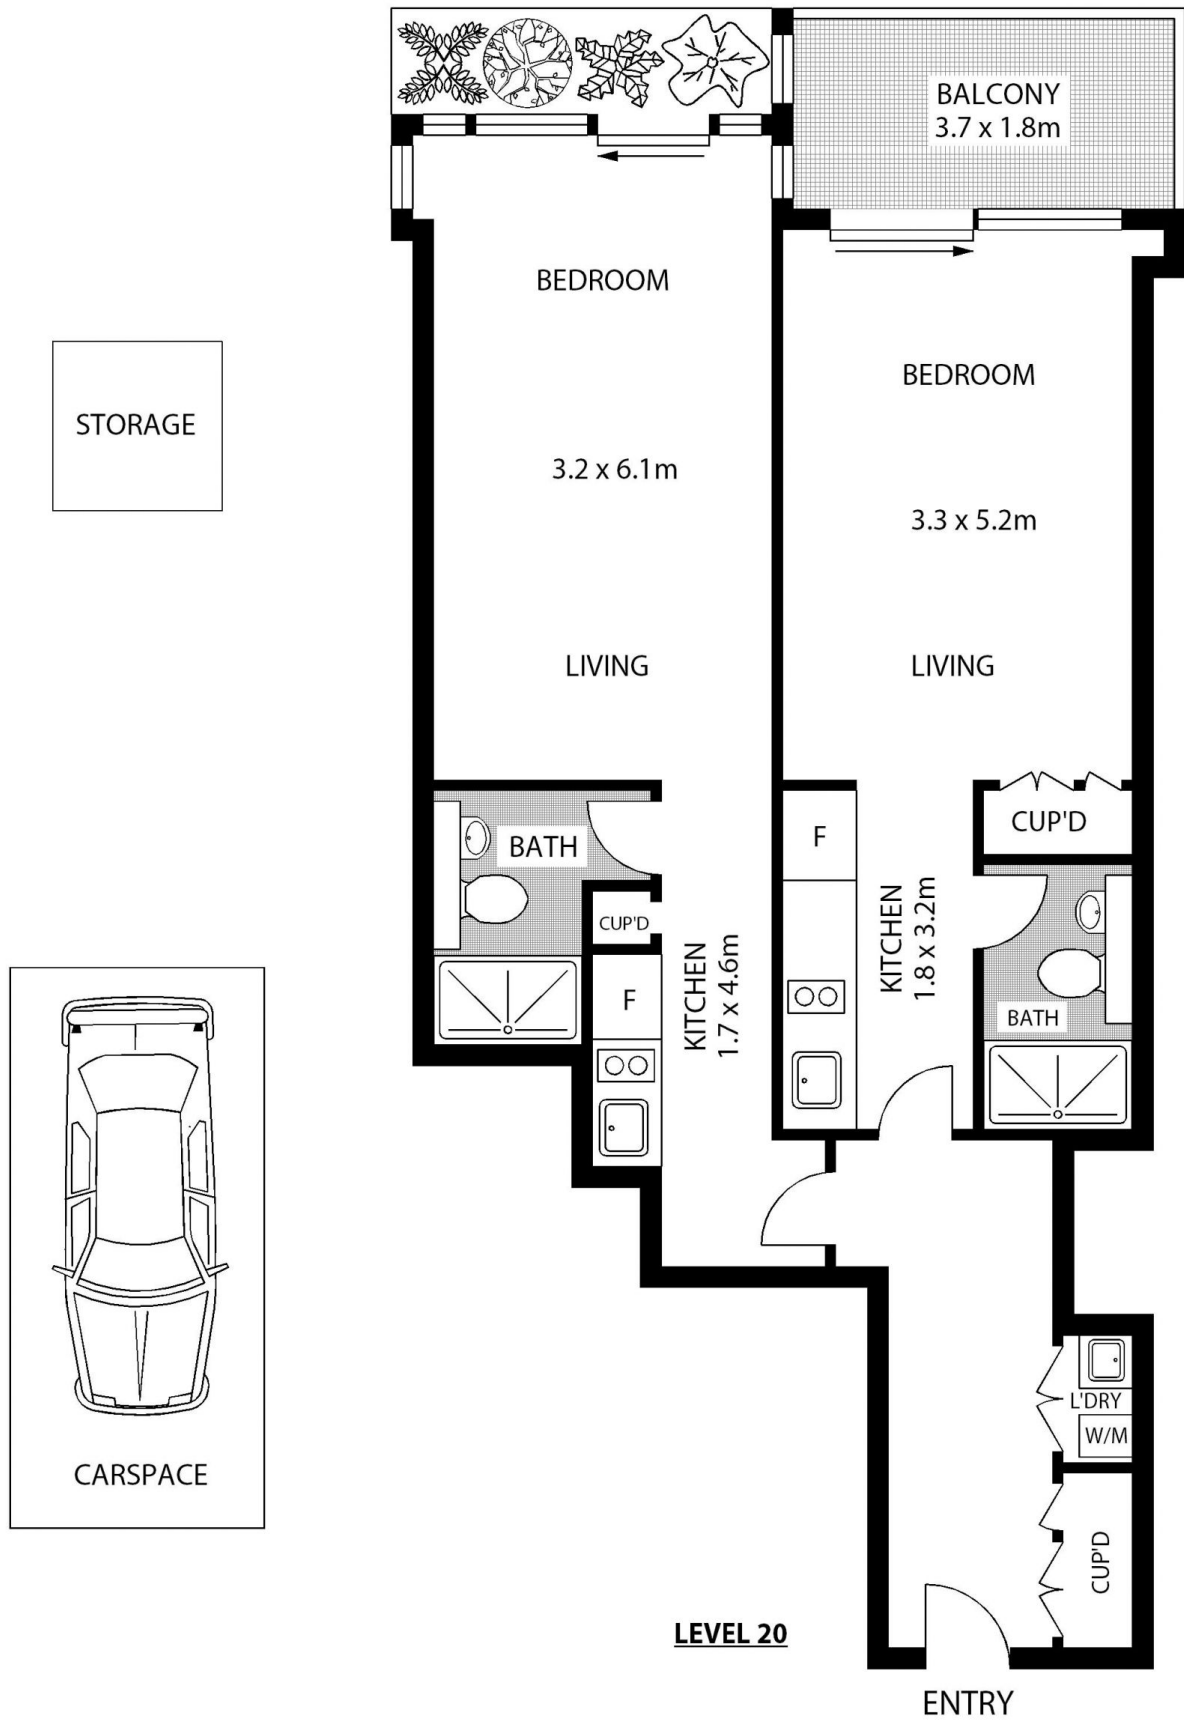 BALCONY
3.7 x 1.8m
BEDROOM
BEDROOM
STORAGE
3.2 x 6.1m
3.3 x 5.2m
LIVING
LIVING
CUP'D
F
BATH
CUP'D
KITCHEN
1.8 x 3.2m
KITCHEN
1.7 x 4.6m
F
BATH
L'DRY
W/M
CARSPACE
CUP'D
LEVEL 20
ENTRY